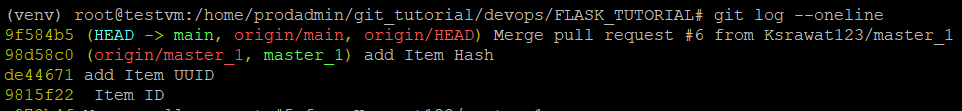 (venv) root@testvm:/home/prodadmin/git_tutorial/devops/FLASK_TUTORIAL# git log --oneline
9f584b5 (HEAD -> main, origin/main, origin/HEAD) Merge pull request #6 from Ksrawat123/master_1
98d58c0 (origin/master_1, master_1) add Item Hash
de44671 add Item UUID
9815f22  Item ID